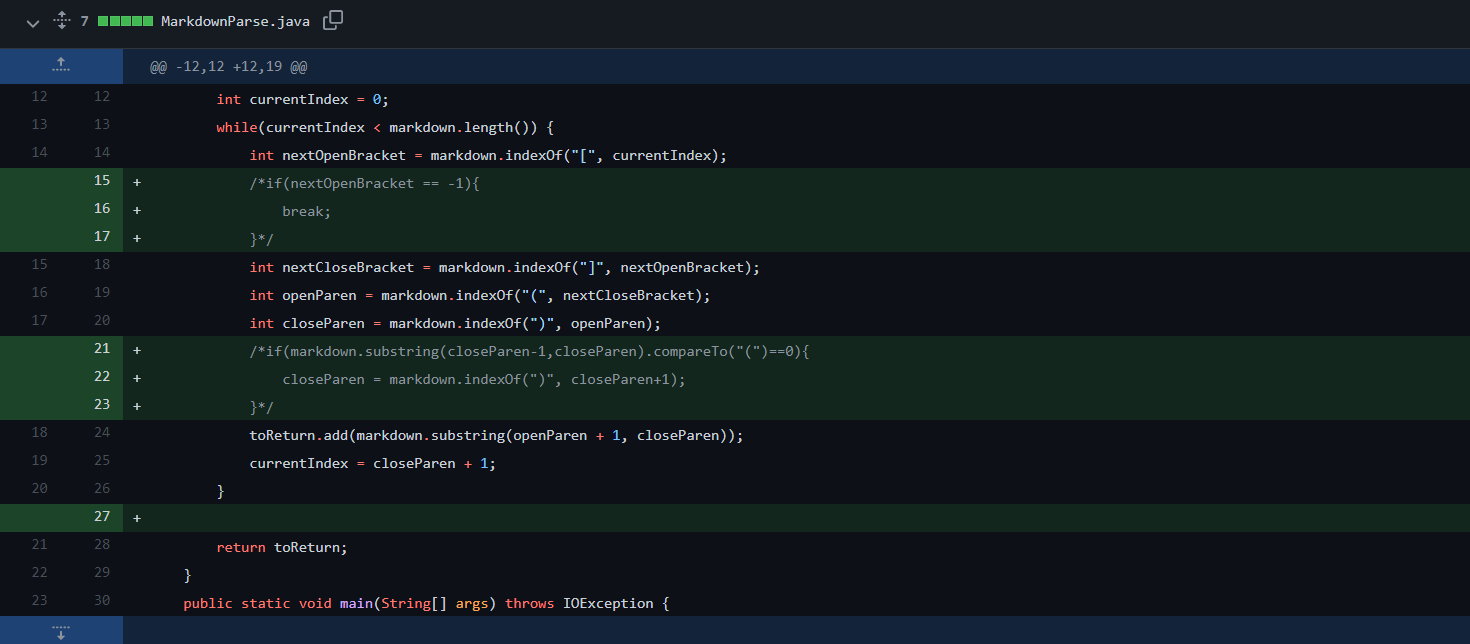 7 MarkdownParse.java
@@ -12,12 +12,19 @@
12 12 int currentIndex = 0;
13 13 while(currentIndex < markdown.length()) {
14 14 int nextOpenBracket = markdown.indexOf("[", currentIndex);
15 + /*if(nextOpenBracket == -1){
16 + break;
17 + }*/
15 18 int nextCloseBracket = markdown.indexOf("]", nextOpenBracket);
16 19 int openParen = markdown.indexOf("(", nextCloseBracket);
17 20 int closeParen = markdown.indexOf(")", openParen);
21 + /*if(markdown.substring(closeParen-1,closeParen).compareTo("(")==0){
22 + closeParen = markdown.indexOf(")", closeParen+1);
23 + }*/
18 24 toReturn.add(markdown.substring(openParen + 1, closeParen));
19 25 currentIndex = closeParen + 1;
20 26 }
27 +
21 28 return toReturn;
22 29 }
23 30 public static void main(String[] args) throws IOException {